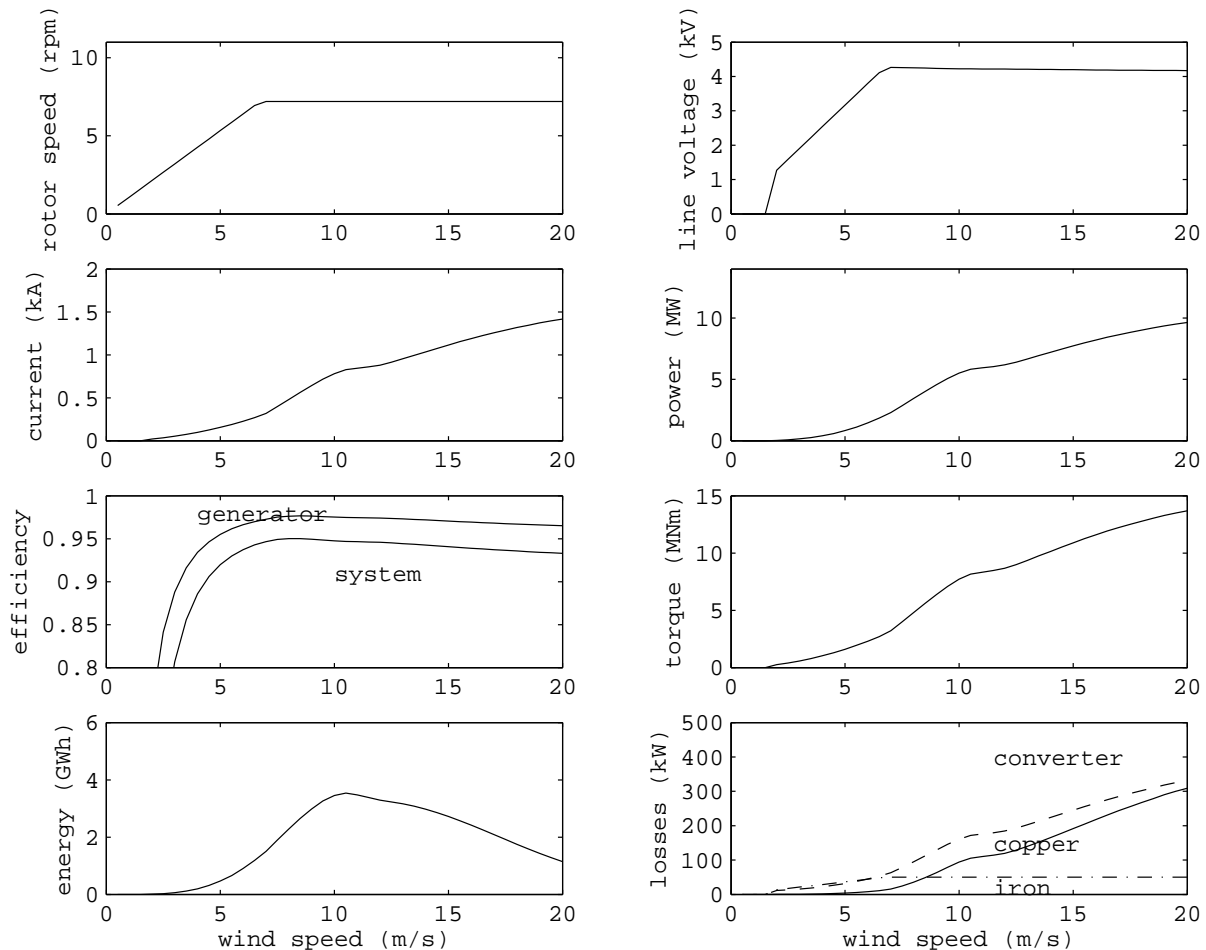 rotor speed (rpm)
10
5
0
0 5 10 15 20
line voltage (kV)
5
4
3
2
1
0
0 5 10 15 20
current (kA)
2
1.5
1
0.5
0
0 5 10 15 20
power (MW)
10
5
0
0 5 10 15 20
efficiency
1
0.95
0.9
0.85
0.8
generator
system
0 5 10 15 20
torque (MNm)
15
10
5
0
0 5 10 15 20
energy (GWh)
6
4
2
0
0 5 10 15 20
wind speed (m/s)
losses (kW)
500
400
300
200
100
0
converter
copper
iron
0 5 10 15 20
wind speed (m/s)